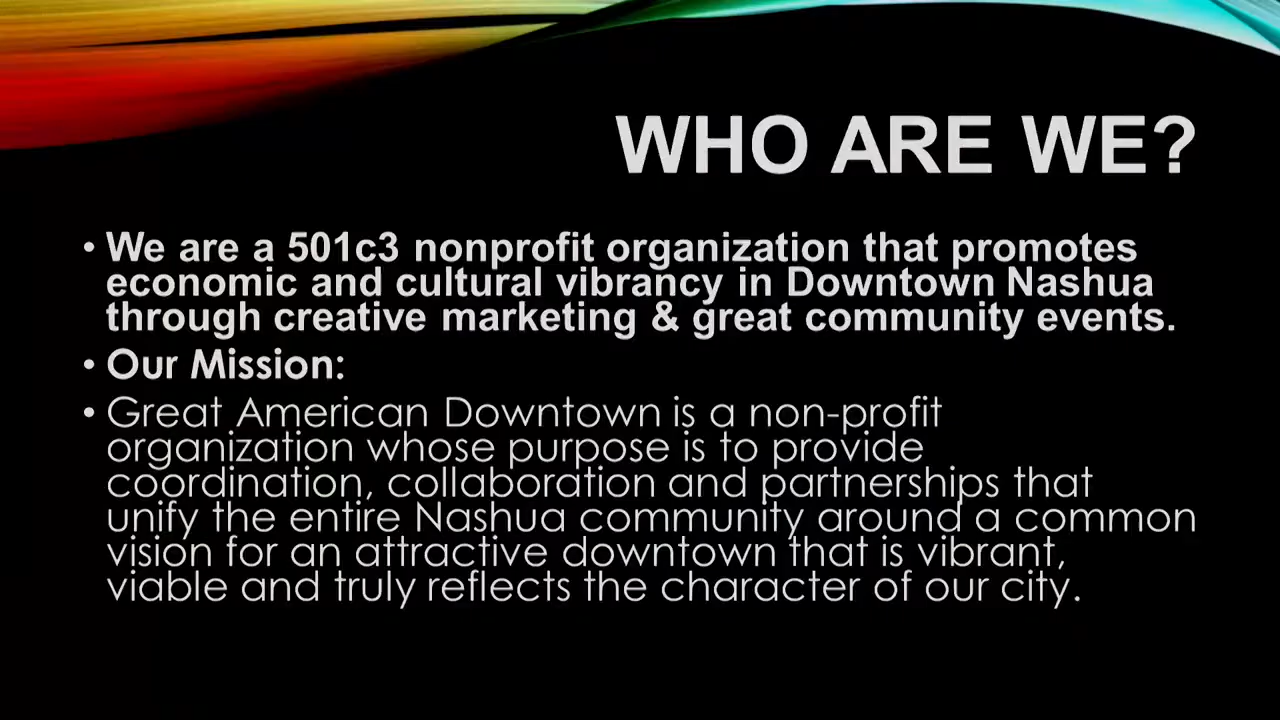 WHO ARE WE?
• We are a 501c3 nonprofit organization that promotes
economic and cultural vibrancy in Downtown Nashua
through creative marketing & great community events.
• Our Mission:
• Great American Downtown is a non-profit
organization whose purpose is to provide
coordination, collaboration and partnerships that
unify the entire Nashua community around a common
vision for an attractive downtown that is vibrant,
viable and truly reflects the character of our city.